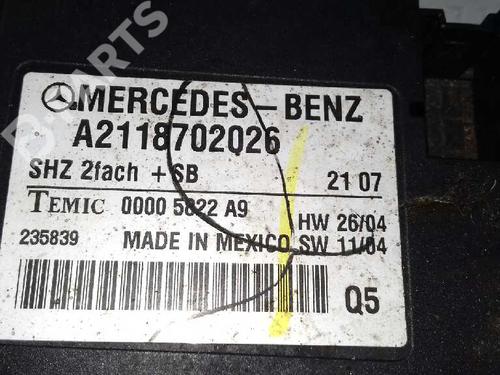 MERCEDES-BENZ
A2118702026
SHZ 2fach + SB 21 07
TEMIC 0000 5822 A9 HW 26/04
235839 MADE IN MEXICO SW 11/04
Q5
PARTS